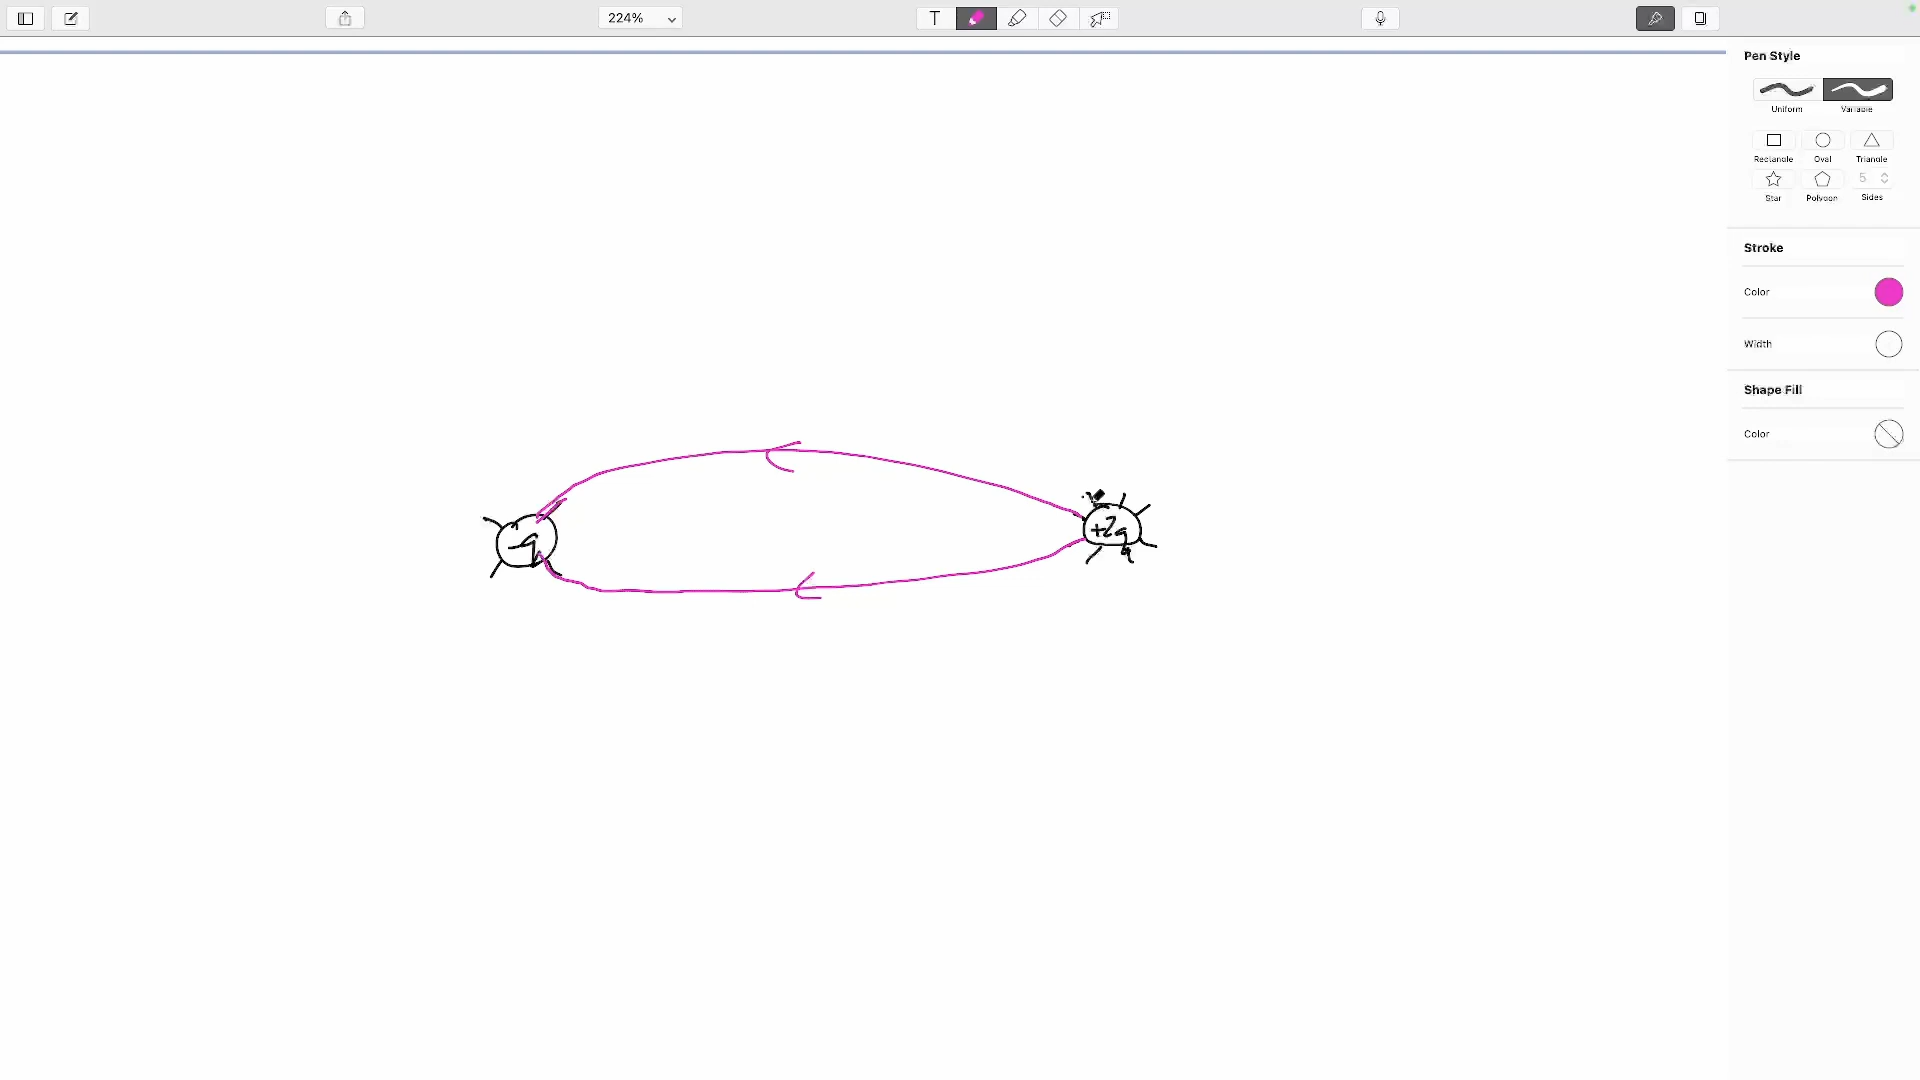 224%
T
Pen Style
Uniform
Variable
Rectangle
Oval
Triangle
5
Star
Polygon
Sides
Stroke
Color
Width
Shape Fill
Color
-q
+2q